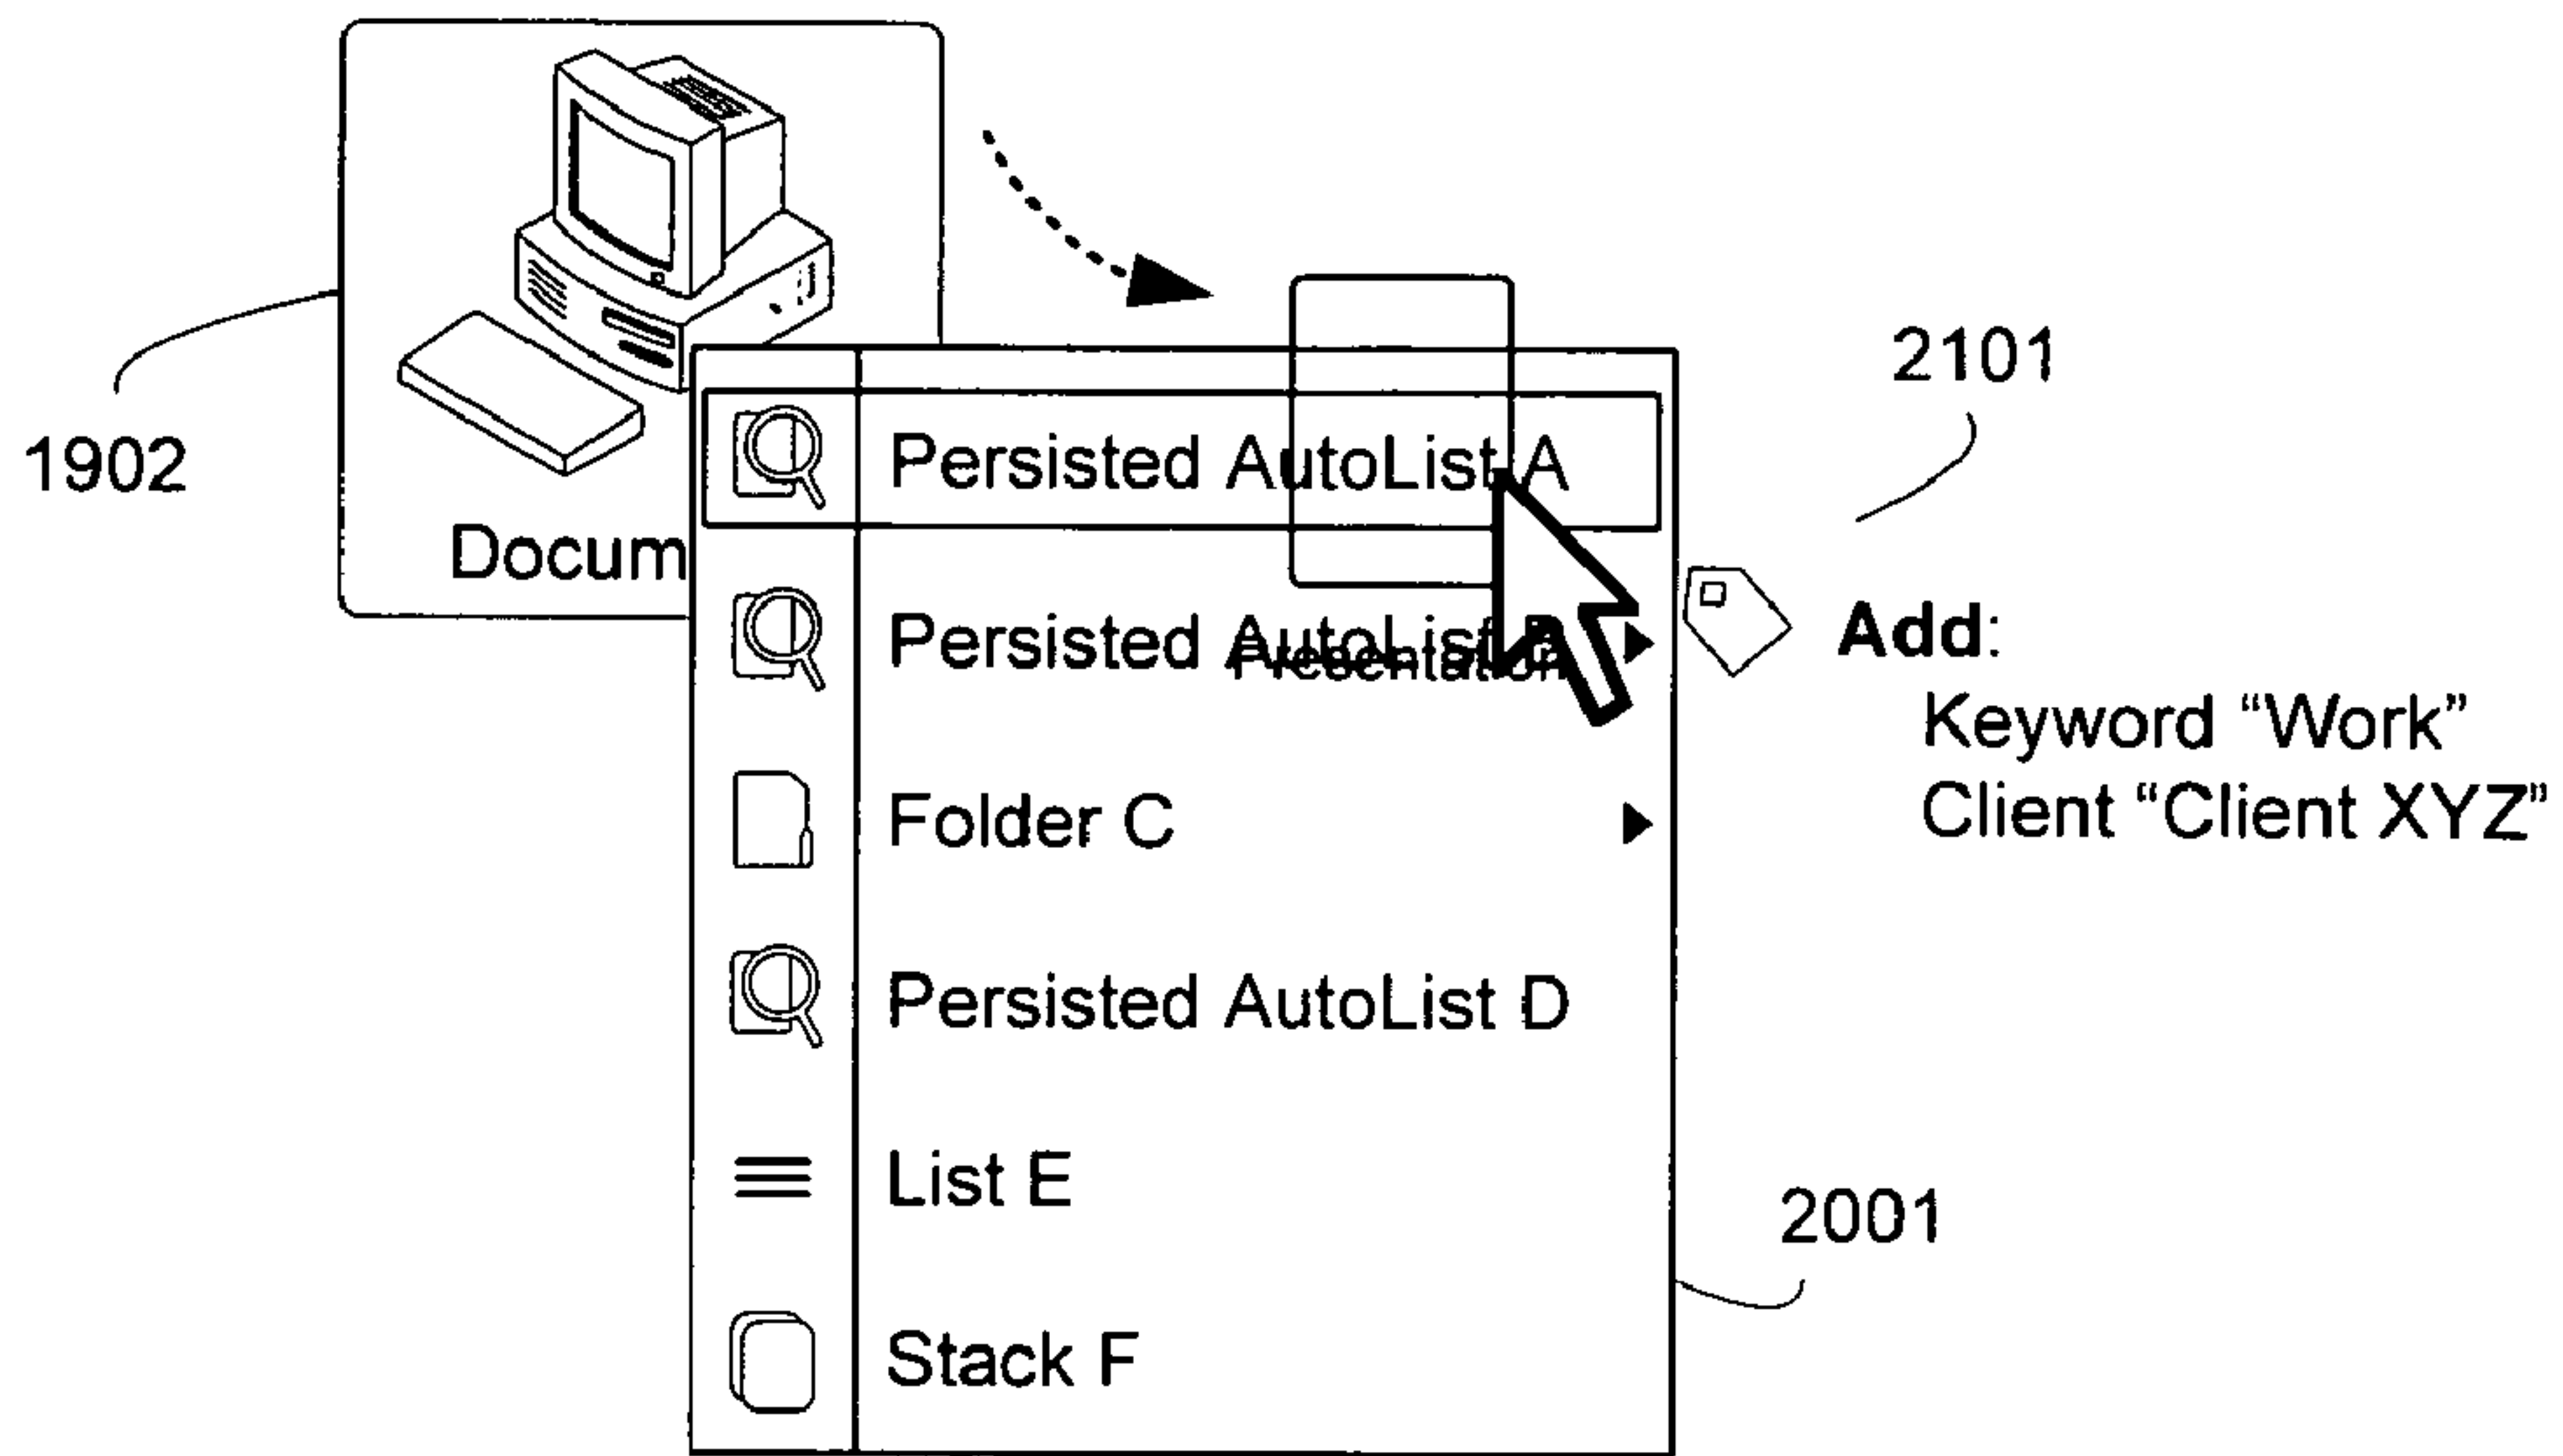 2101
1902
Persisted AutoList A
Docum
Persisted AutoList B
Presentation
Add:
Keyword “Work”
Client “Client XYZ”
Folder C
Persisted AutoList D
List E
2001
Stack F